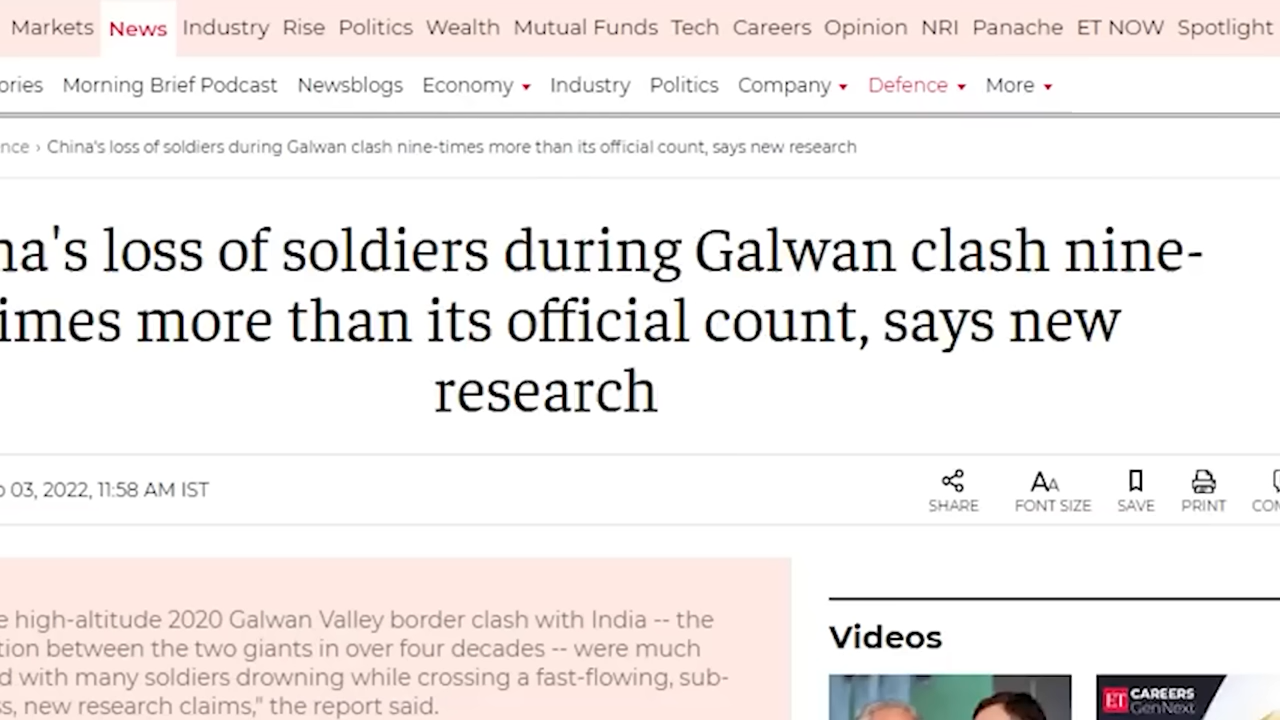 Markets News Industry Rise Politics Wealth Mutual Funds Tech Careers Opinion NRI Panache ET NOW Spotlight
Morning Brief Podcast Newsblogs Economy Industry Politics Company Defence More
› China's loss of soldiers during Galwan clash nine-times more than its official count, says new research
na's loss of soldiers during Galwan clash nine-
imes more than its official count, says new
research
03, 2022, 11:58 AM IST
SHARE FONT SIZE SAVE PRINT
high-altitude 2020 Galwan Valley border clash with India -- the
tion between the two giants in over four decades -- were much
d with many soldiers drowning while crossing a fast-flowing, sub-
s, new research claims," the report said.
Videos
ET CAREERS
GenNext